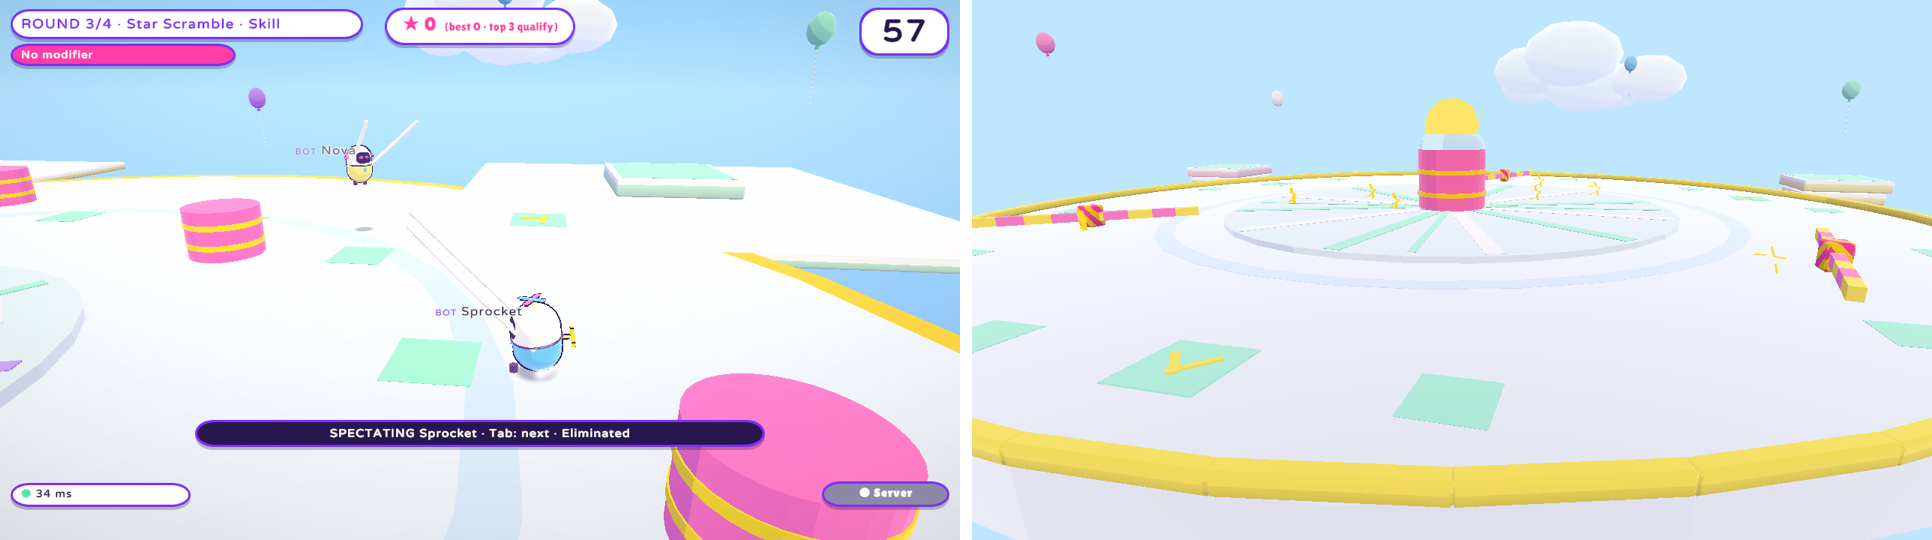 ROUND 3/4 · Star Scramble · Skill
★ 0 (best 0 · top 3 qualify)
57
No modifier
BOT Nova
BOT Sprocket
SPECTATING Sprocket · Tab: next · Eliminated
34 ms
Server